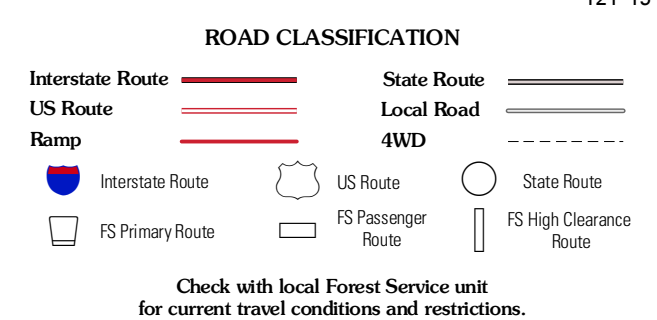 ROAD CLASSIFICATION
Interstate Route
State Route
US Route
Local Road
Ramp
4WD
Interstate Route
US Route
State Route
FS Primary Route
FS Passenger
Route
FS High Clearance
Route
Check with local Forest Service unit
for current travel conditions and restrictions.